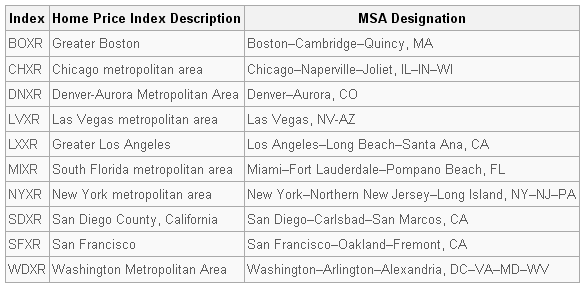 Index Home Price Index Description MSA Designation
BOXR Greater Boston Boston–Cambridge–Quincy, MA
CHXR Chicago metropolitan area Chicago–Naperville–Joliet, IL–IN–WI
DNXR Denver-Aurora Metropolitan Area Denver–Aurora, CO
LVXR Las Vegas metropolitan area Las Vegas, NV-AZ
LXXR Greater Los Angeles Los Angeles–Long Beach–Santa Ana, CA
MIXR South Florida metropolitan area Miami–Fort Lauderdale–Pompano Beach, FL
NYXR New York metropolitan area New York–Northern New Jersey–Long Island, NY–NJ–PA
SDXR San Diego County, California San Diego–Carlsbad–San Marcos, CA
SFXR San Francisco San Francisco–Oakland–Fremont, CA
WDXR Washington Metropolitan Area Washington–Arlington–Alexandria, DC–VA–MD–WV